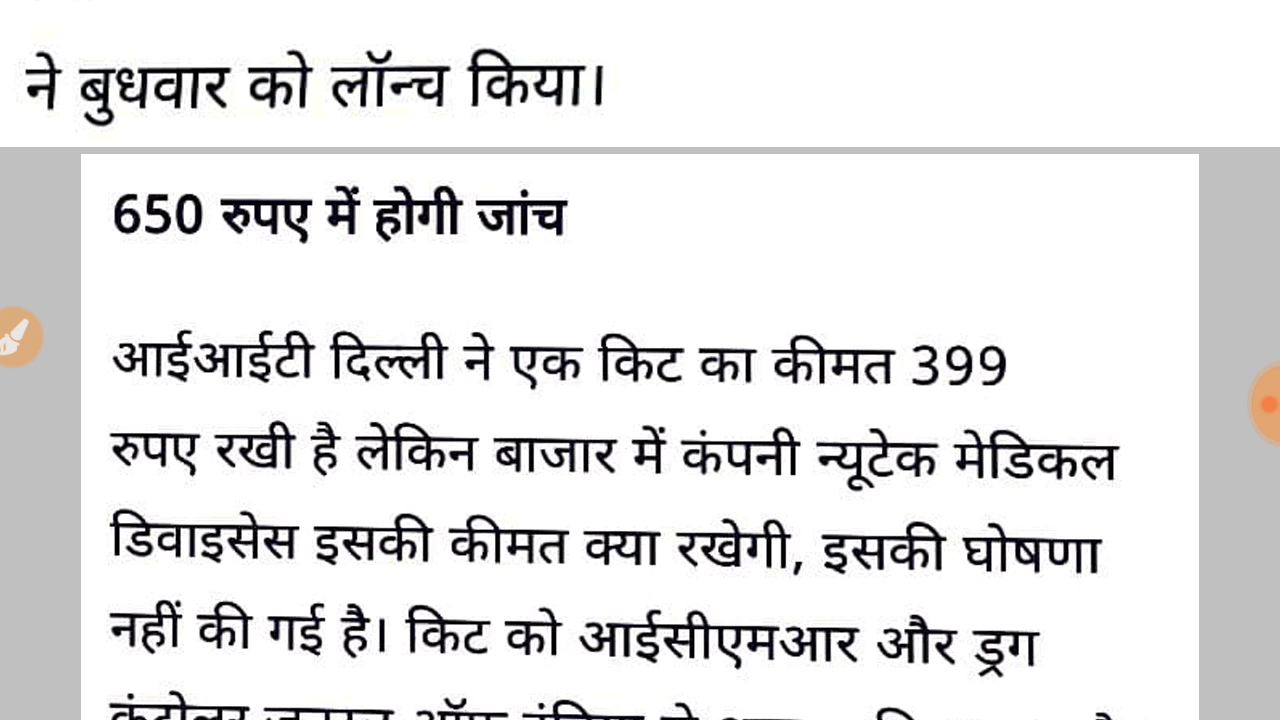 ने बुधवार को लॉन्च किया।
650 रुपए में होगी जांच
आईआईटी दिल्ली ने एक किट का कीमत 399
रुपए रखी है लेकिन बाजार में कंपनी न्यूटेक मेडिकल
डिवाइसेस इसकी कीमत क्या रखेगी, इसकी घोषणा
नहीं की गई है। किट को आईसीएमआर और ड्रग